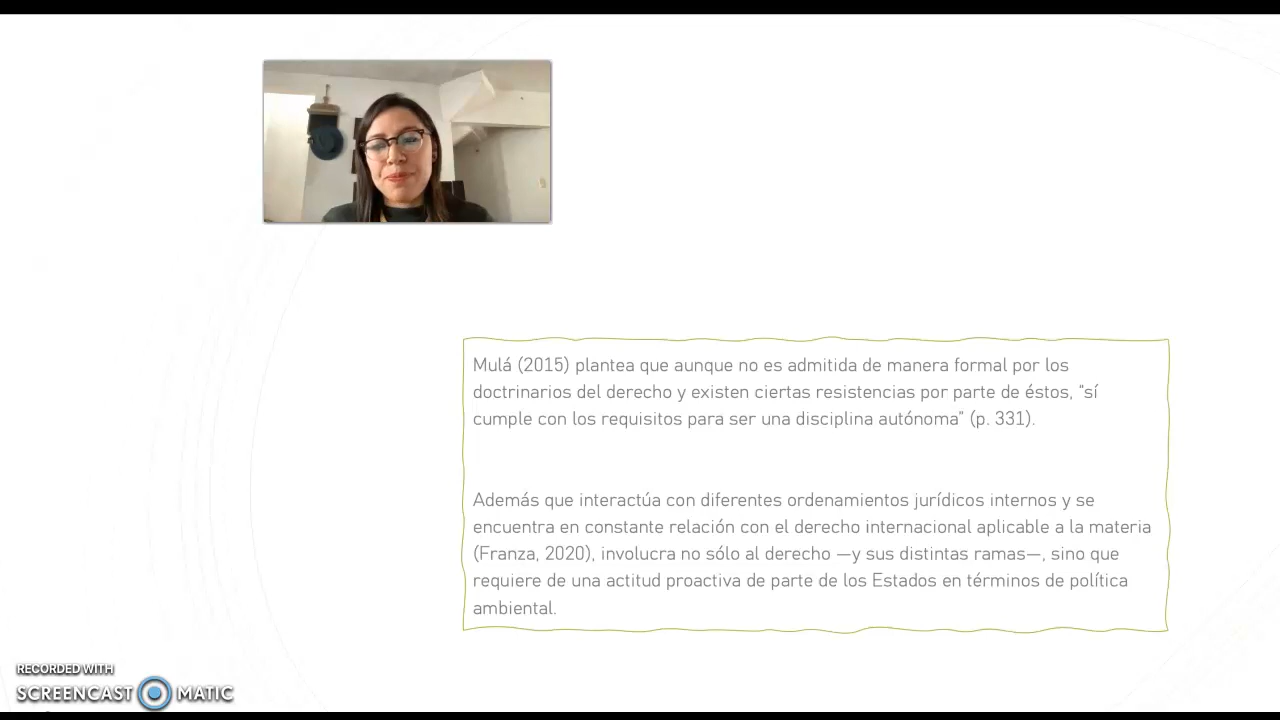 Mulá (2015) plantea que aunque no es admitida de manera formal por los
doctrinarios del derecho y existen ciertas resistencias por parte de éstos, "sí
cumple con los requisitos para ser una disciplina autónoma" (p. 331).
Además que interactúa con diferentes ordenamientos jurídicos internos y se
encuentra en constante relación con el derecho internacional aplicable a la materia
(Franza, 2020), involucra no sólo al derecho —y sus distintas ramas—, sino que
requiere de una actitud proactiva de parte de los Estados en términos de política
ambiental.
RECORDED WITH
SCREENCAST MATIC